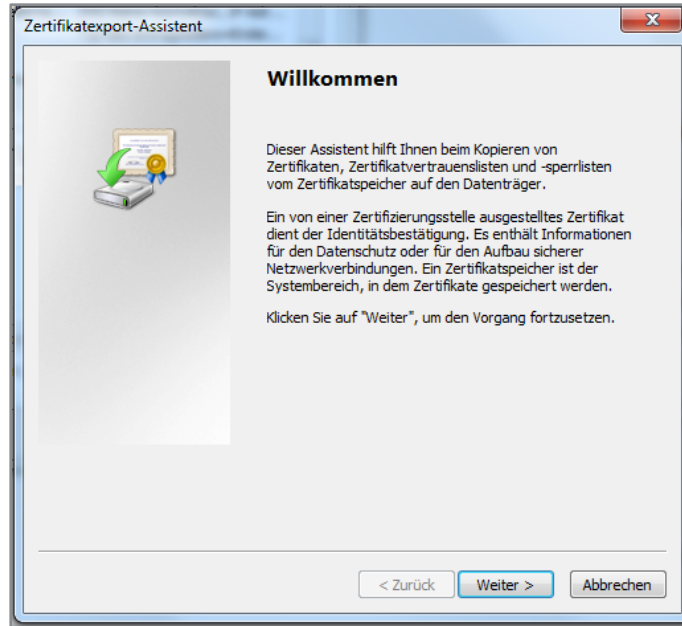 Zertifikatexport-Assistent
Willkommen
Dieser Assistent hilft Ihnen beim Kopieren von
Zertifikaten, Zertifikatvertrauenslisten und -sperrlisten
vom Zertifikatspeicher auf den Datenträger.
Ein von einer Zertifizierungsstelle ausgestelltes Zertifikat
dient der Identitätsbestätigung. Es enthält Informationen
für den Datenschutz oder für den Aufbau sicherer
Netzwerkverbindungen. Ein Zertifikatspeicher ist der
Systembereich, in dem Zertifikate gespeichert werden.
Klicken Sie auf "Weiter", um den Vorgang fortzusetzen.
< Zurück Weiter > Abbrechen